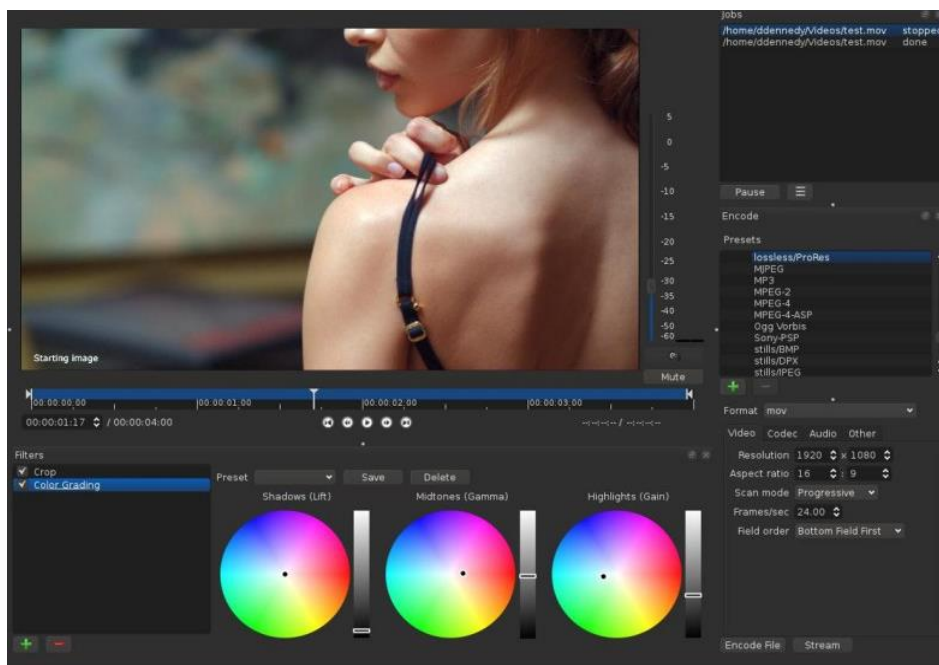 Jobs
/home/ddennedy/Videos/test.mov stopped
/home/ddennedy/Videos/test.mov done
Pause
Encode
Presets
lossless/ProRes
MJPEG
MP3
MPEG-2
MPEG-4
MPEG-4-ASP
Ogg Vorbis
Sony-PSP
stills/BMP
stills/DPX
stills/JPEG
5
0
-5
-10
-15
-20
-25
-30
-35
-40
-50
-60
Starting image
Mute
00:00:00,00 00:00:01,00 00:00:02,00 00:00:03,00
00:00:01:17 / 00:00:04:00 --:--:--:-- / --:--:--:--
Format mov
Video Codec Audio Other
Resolution 1920 x 1080
Aspect ratio 16 : 9
Scan mode Progressive
Frames/sec 24.00
Field order Bottom Field First
Encode File Stream
Filters
Crop
Color Grading
Preset Save Delete
Shadows (Lift) Midtones (Gamma) Highlights (Gain)